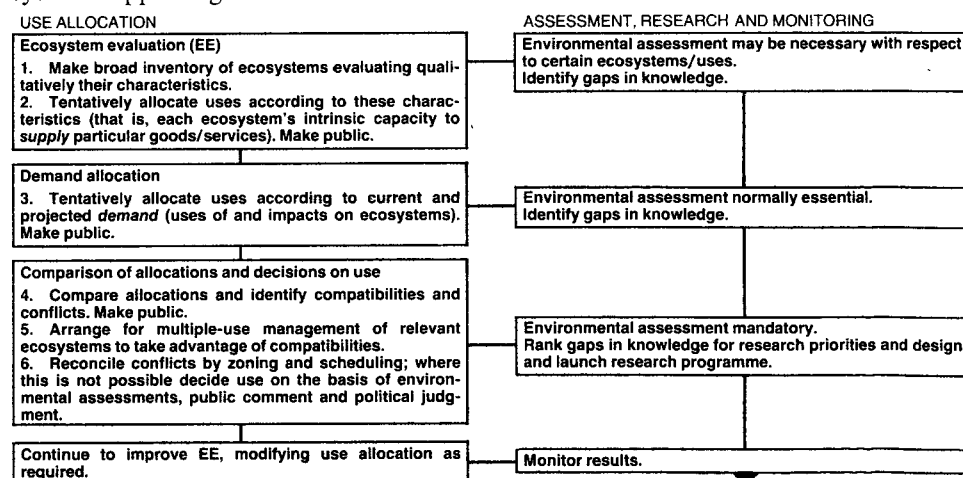 USE ALLOCATION
Ecosystem evaluation (EE)
1. Make broad inventory of ecosystems evaluating quali-
tatively their characteristics.
2. Tentatively allocate uses according to these charac-
teristics (that is, each ecosystem's intrinsic capacity to
supply particular goods/services). Make public.
Demand allocation
3. Tentatively allocate uses according to current and
projected demand (uses of and impacts on ecosystems).
Make public.
Comparison of allocations and decisions on use
4. Compare allocations and identify compatibilities and
conflicts. Make public.
5. Arrange for multiple-use management of relevant
ecosystems to take advantage of compatibilities.
6. Reconcile conflicts by zoning and scheduling; where
this is not possible decide use on the basis of environ-
mental assessments, public comment and political judg-
ment.
Continue to improve EE, modifying use allocation as
required.
ASSESSMENT, RESEARCH AND MONITORING
Environmental assessment may be necessary with respect
to certain ecosystems/uses.
Identify gaps in knowledge.
Environmental assessment normally essential.
Identify gaps in knowledge.
Environmental assessment mandatory.
Rank gaps in knowledge for research priorities and design
and launch research programme.
Monitor results.